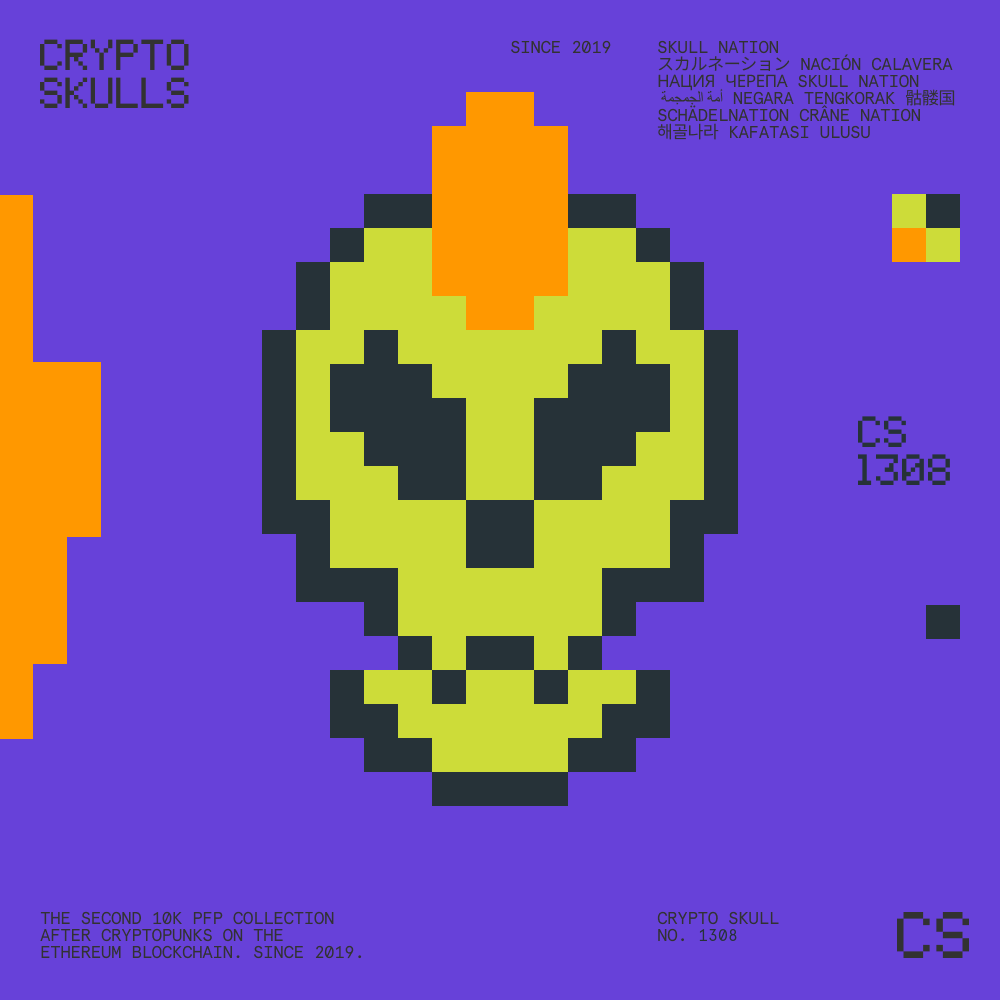 CRYPTO
SKULLS
SINCE 2019
SKULL NATION
スカルネーション NACIÓN CALAVERA
НАЦИЯ ЧЕРЕПА SKULL NATION
أمة الجمجمة NEGARA TENGKORAK 骷髅国
SCHÄDELNATION CRÂNE NATION
해골나라 KAFATASI ULUSU
CS
1308
THE SECOND 10K PFP COLLECTION
AFTER CRYPTOPUNKS ON THE
ETHEREUM BLOCKCHAIN. SINCE 2019.
CRYPTO SKULL
NO. 1308
CS